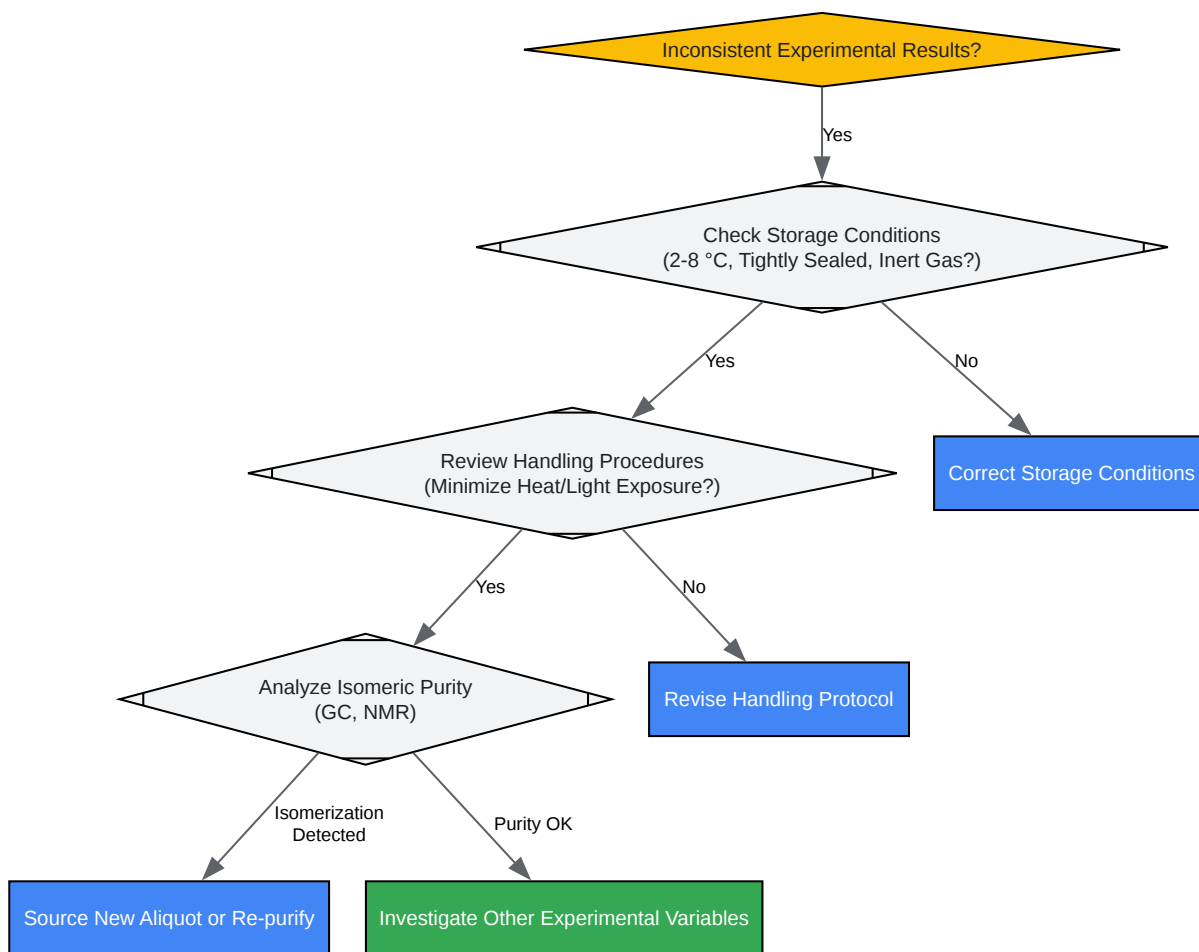 Inconsistent Experimental Results?
Yes
Check Storage Conditions
(2-8 °C, Tightly Sealed, Inert Gas?)
Yes
No
Review Handling Procedures
(Minimize Heat/Light Exposure?)
Correct Storage Conditions
Yes
No
Analyze Isomeric Purity
(GC, NMR)
Revise Handling Protocol
Isomerization
Detected
Purity OK
Source New Aliquot or Re-purify
Investigate Other Experimental Variables